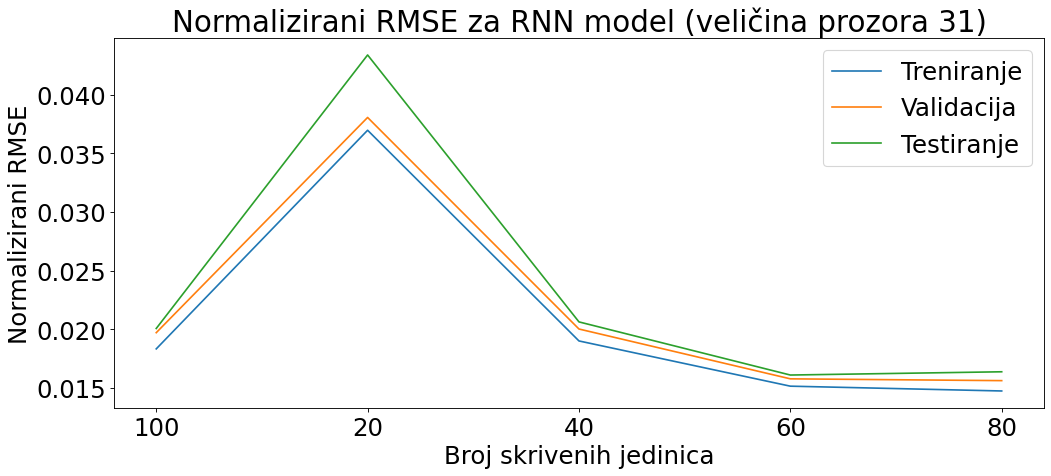 Normalizirani RMSE za RNN model (veličina prozora 31)
Treniranje
Validacija
Testiranje
Normalizirani RMSE
0.040
0.035
0.030
0.025
0.020
0.015
100 20 40 60 80
Broj skrivenih jedinica